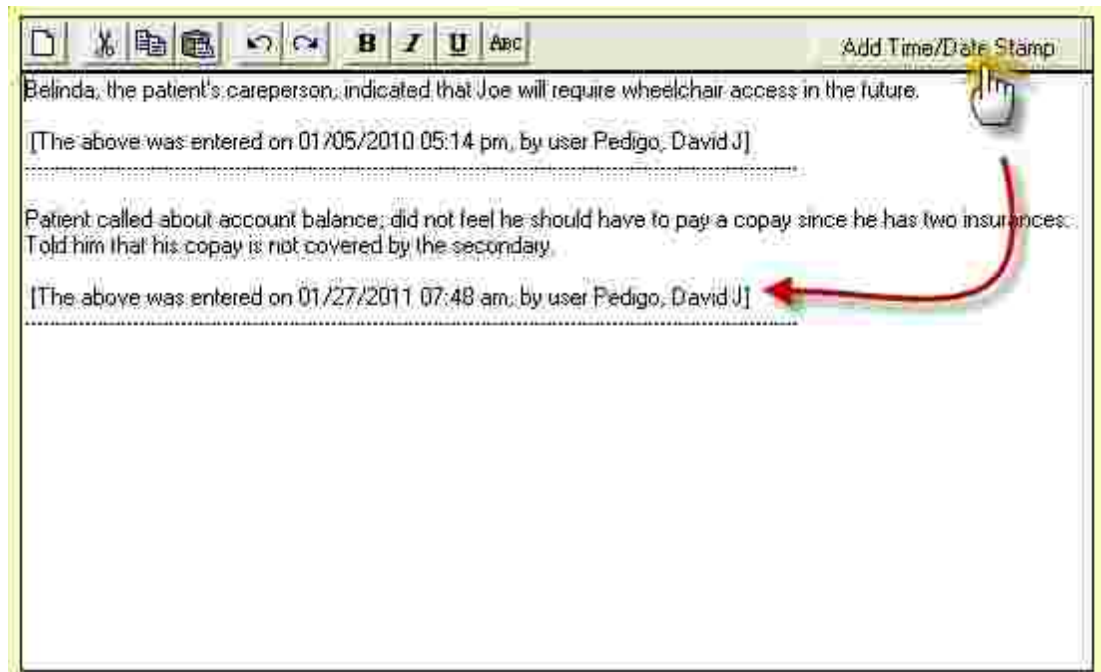 B I U ABC
Add Time/Date Stamp
Belinda, the patient's careperson, indicated that Joe will require wheelchair access in the future.
[The above was entered on 01/05/2010 05:14 pm, by user Pedigo, David J]
Patient called about account balance; did not feel he should have to pay a copay since he has two insurances.
Told him that his copay is not covered by the secondary.
[The above was entered on 01/27/2011 07:48 am, by user Pedigo, David J]